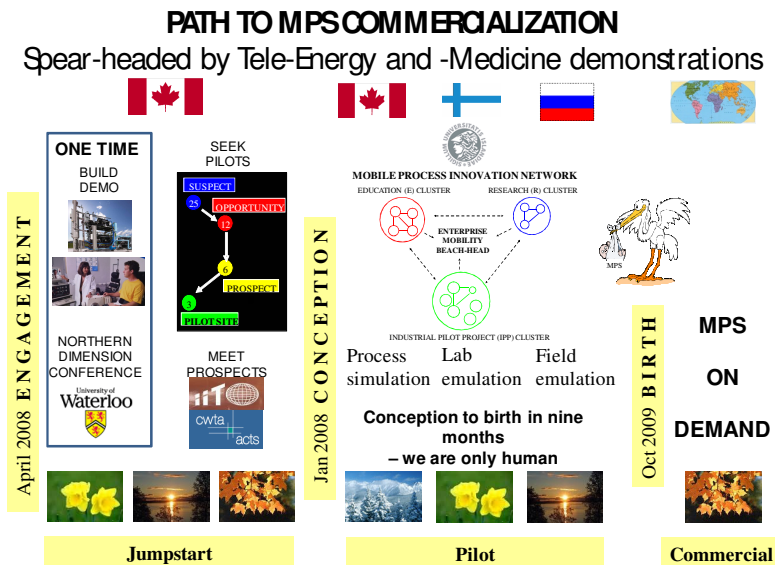 PATH TO MPS COMMERCIALIZATION
Spear-headed by Tele-Energy and -Medicine demonstrations
April 2008 ENGAGEMENT
ONE TIME
BUILD
DEMO
NORTHERN
DIMENSION
CONFERENCE
University of
Waterloo
SEEK
PILOTS
SUSPECT
25
OPPORTUNITY
12
6
PROSPECT
3
PILOT SITE
MEET
PROSPECTS
iiT
cwta
acts
Jumpstart
Jan 2008 CONCEPTION
MOBILE PROCESS INNOVATION NETWORK
EDUCATION (E) CLUSTER
RESEARCH (R) CLUSTER
ENTERPRISE
MOBILITY
BEACH-HEAD
INDUSTRIAL PILOT PROJECT (IPP) CLUSTER
Process
simulation
Lab
emulation
Field
emulation
Conception to birth in nine
months
– we are only human
Pilot
MPS
Oct 2009 BIRTH
MPS
ON
DEMAND
Commercial